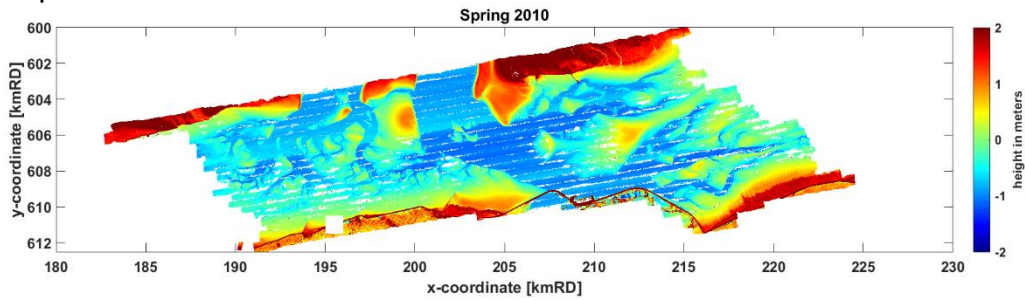 Spring 2010
600
602
604
606
608
610
612
y-coordinate [kmRD]
180 185 190 195 200 205 210 215 220 225 230
x-coordinate [kmRD]
2
1
0
-1
-2
height in meters